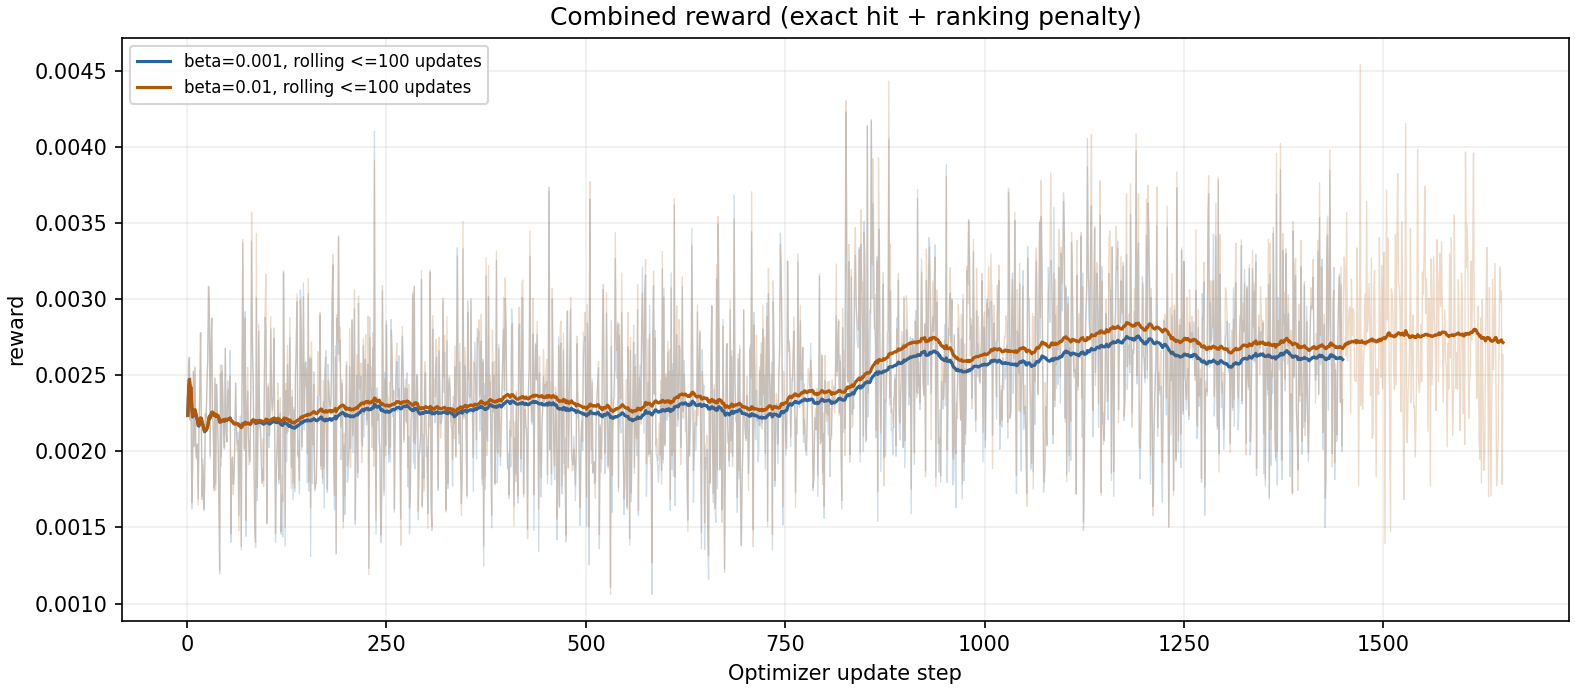 Combined reward (exact hit + ranking penalty)
beta=0.001, rolling <=100 updates
beta=0.01, rolling <=100 updates
reward
0.0045
0.0040
0.0035
0.0030
0.0025
0.0020
0.0015
0.0010
0 250 500 750 1000 1250 1500
Optimizer update step